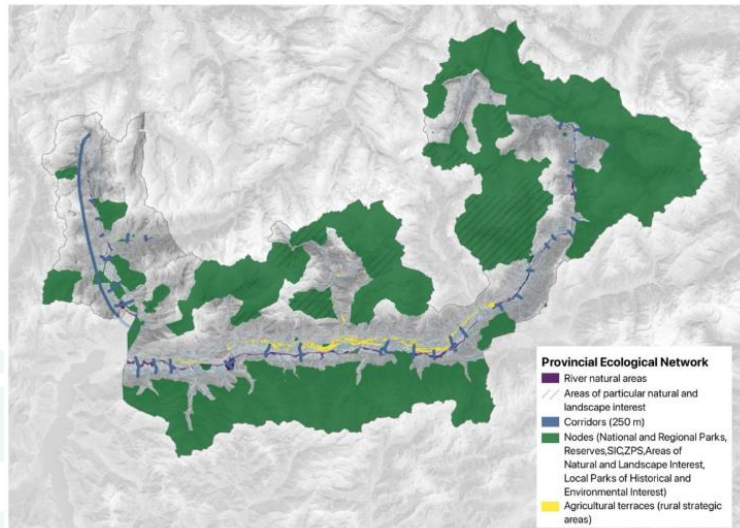 Provincial Ecological Network
River natural areas
Areas of particular natural and
landscape interest
Corridors (250 m)
Nodes (National and Regional Parks,
Reserves,SIC,ZPS,Areas of
Natural and Landscape Interest,
Local Parks of Historical and
Environmental Interest)
Agricultural terraces (rural strategic
areas)